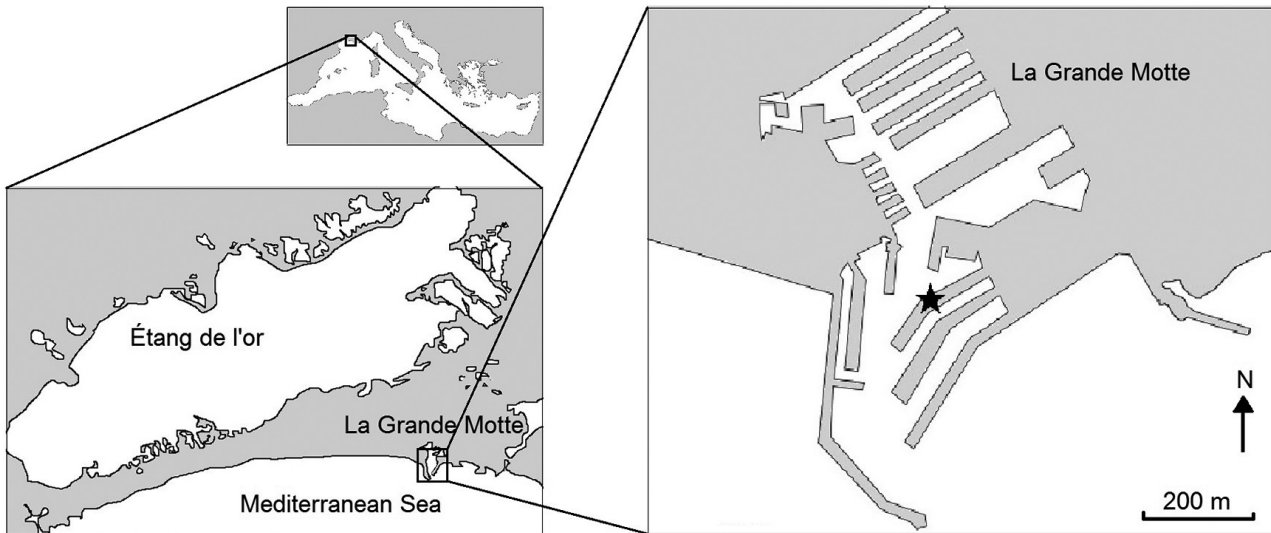 La Grande Motte
Étang de l'or
La Grande Motte
Mediterranean Sea
N
200 m